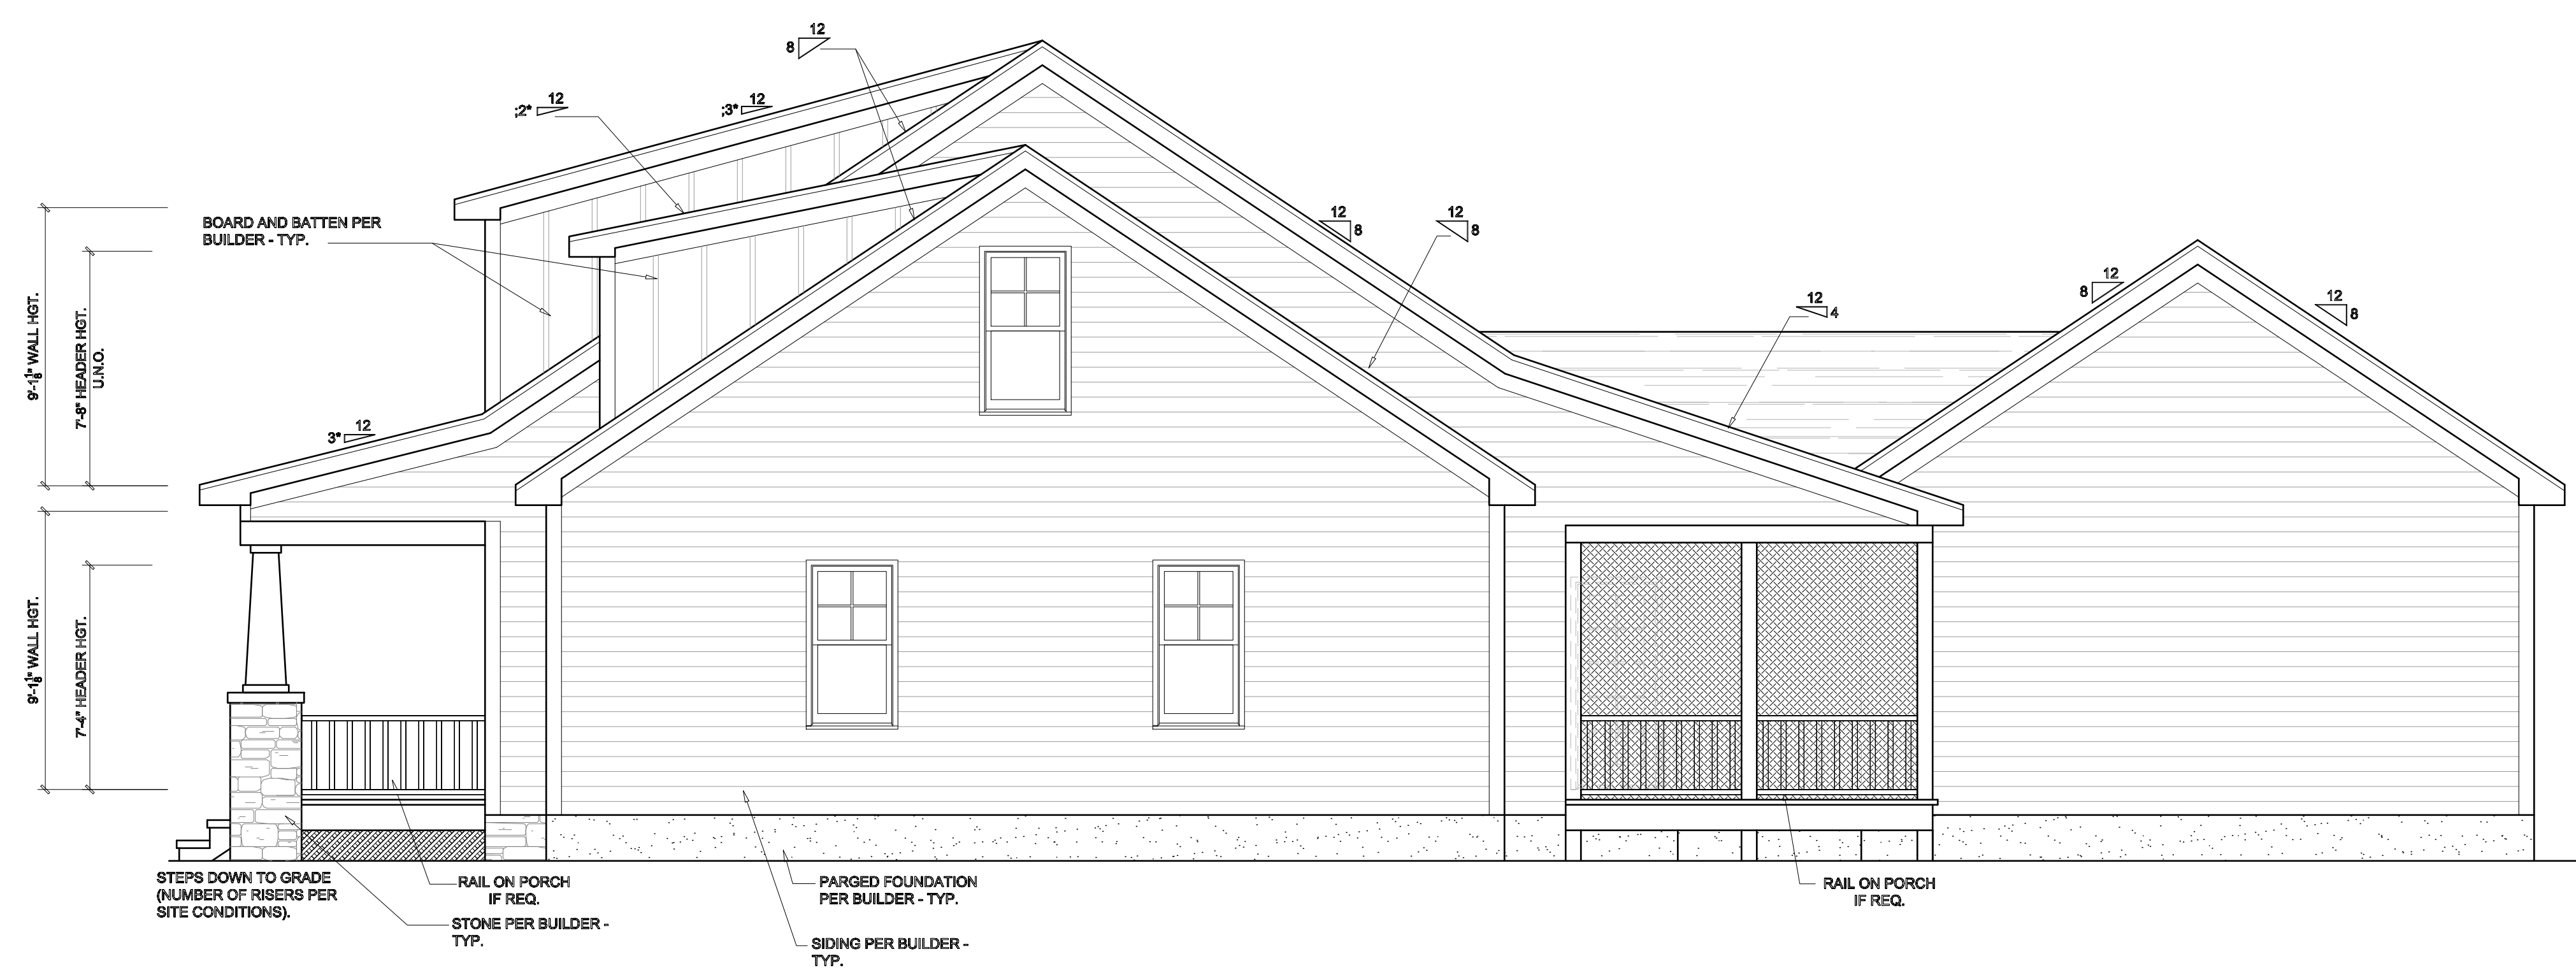 12
8
12
;2*
12
;3*
BOARD AND BATTEN PER
BUILDER - TYP.
12
8
12
8
12
8
12
8
12
4
9'-1 1/8" WALL HGT.
7'-8" HEADER HGT.
U.N.O.
12
3*
9'-1 1/8" WALL HGT.
7'-4" HEADER HGT.
STEPS DOWN TO GRADE
(NUMBER OF RISERS PER
SITE CONDITIONS).
RAIL ON PORCH
IF REQ.
STONE PER BUILDER -
TYP.
PARGED FOUNDATION
PER BUILDER - TYP.
SIDING PER BUILDER -
TYP.
RAIL ON PORCH
IF REQ.